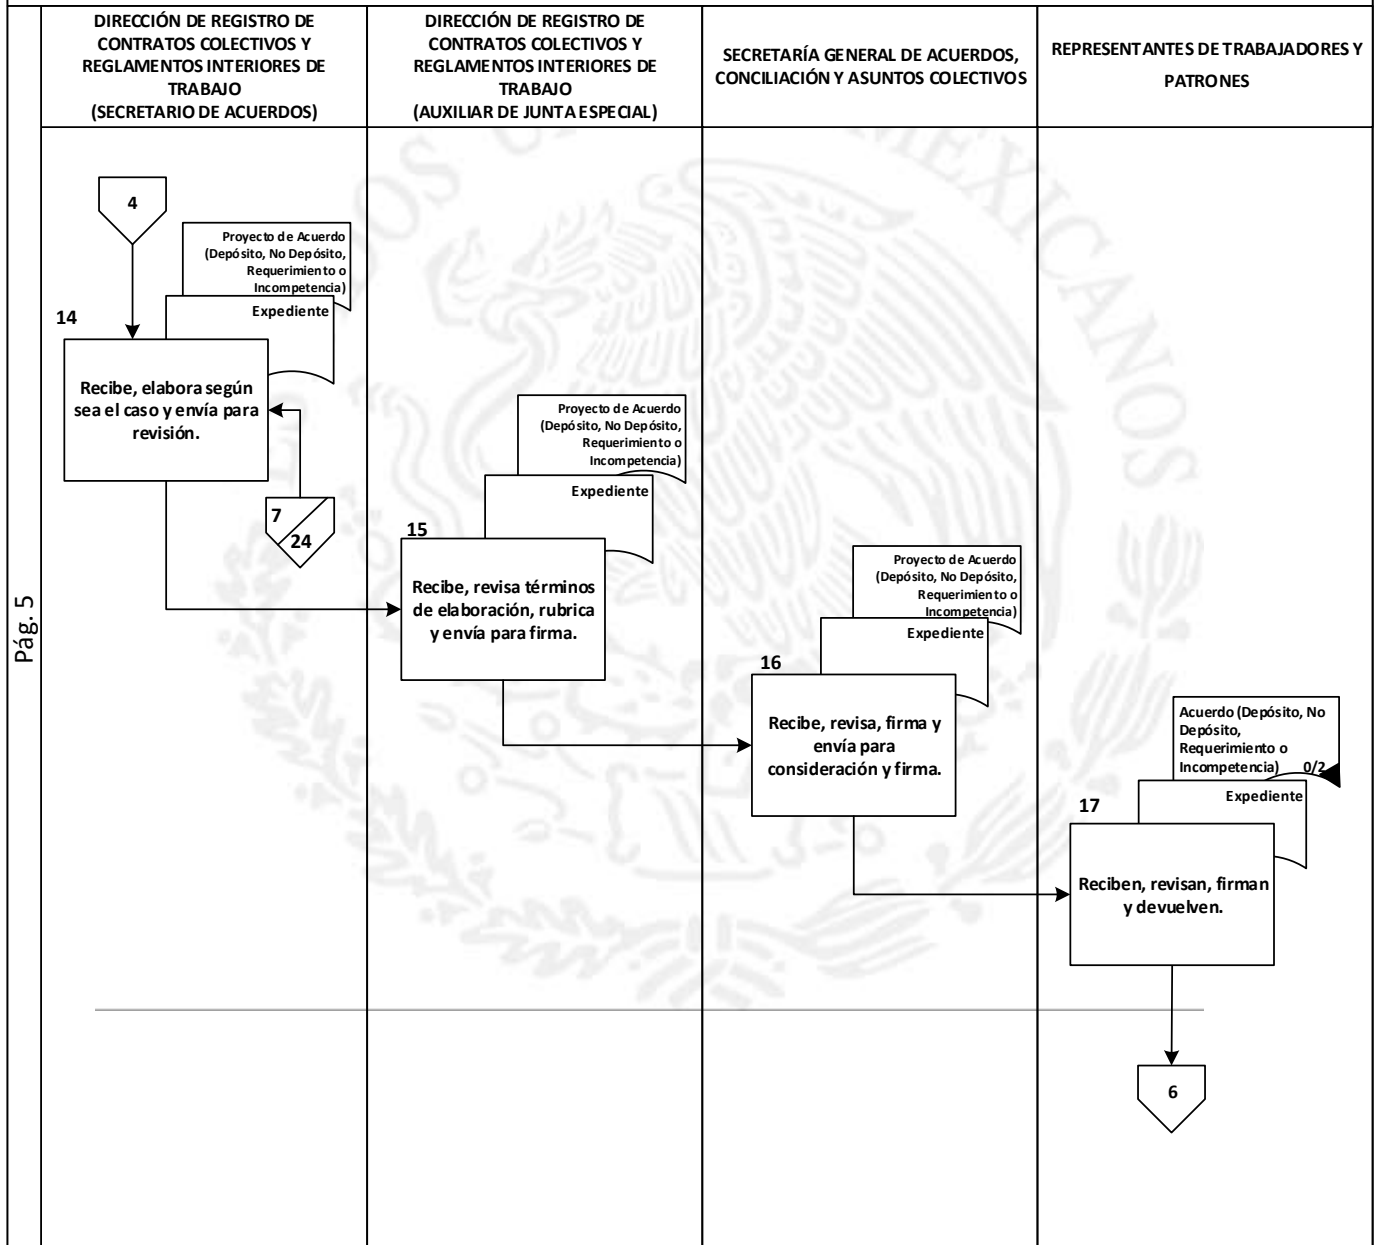 DIRECCIÓN DE REGISTRO DE
CONTRATOS COLECTIVOS Y
REGLAMENTOS INTERIORES DE
TRABAJO
(SECRETARIO DE ACUERDOS)
DIRECCIÓN DE REGISTRO DE
CONTRATOS COLECTIVOS Y
REGLAMENTOS INTERIORES DE
TRABAJO
(AUXILIAR DE JUNTA ESPECIAL)
SECRETARÍA GENERAL DE ACUERDOS,
CONCILIACIÓN Y ASUNTOS COLECTIVOS
REPRESENTANTES DE TRABAJADORES Y
PATRONES
Pág. 5
4
Proyecto de Acuerdo
(Depósito, No Depósito,
Requerimiento o
Incompetencia)
Expediente
14
Recibe, elabora según
sea el caso y envía para
revisión.
7
24
Proyecto de Acuerdo
(Depósito, No Depósito,
Requerimiento o
Incompetencia)
Expediente
15
Recibe, revisa términos
de elaboración, rubrica
y envía para firma.
Proyecto de Acuerdo
(Depósito, No Depósito,
Requerimiento o
Incompetencia)
Expediente
16
Recibe, revisa, firma y
envía para
consideración y firma.
Acuerdo (Depósito, No
Depósito,
Requerimiento o
Incompetencia) 0/2
Expediente
17
Reciben, revisan, firman
y devuelven.
6
MEXICANOS